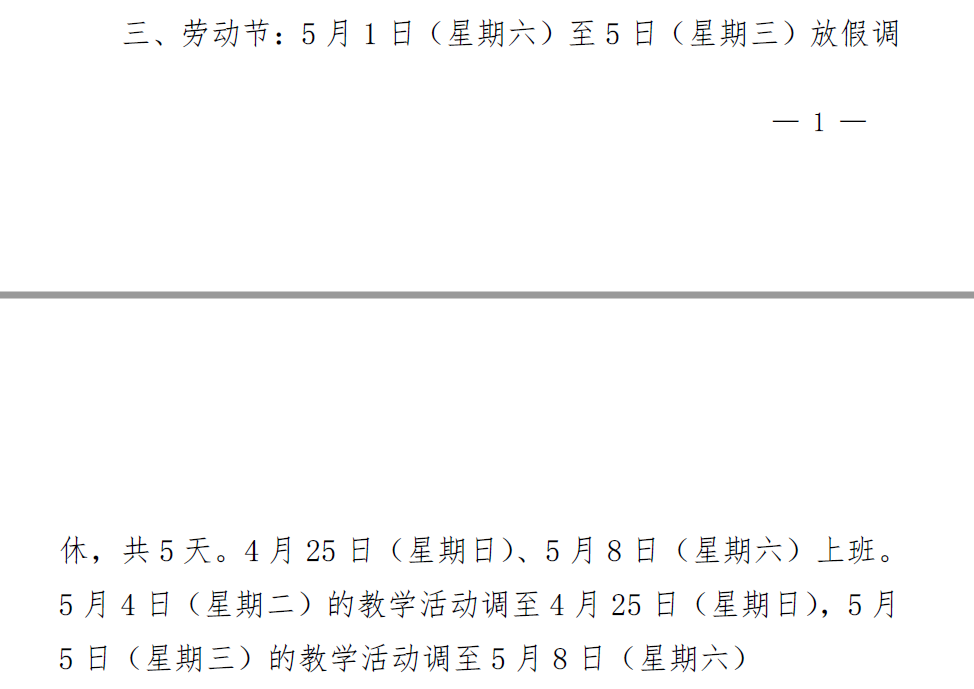 三、劳动节：5月1日（星期六）至5日（星期三）放假调
— 1 —
休，共5天。4月25日（星期日）、5月8日（星期六）上班。
5月4日（星期二）的教学活动调至4月25日（星期日），5月
5日（星期三）的教学活动调至5月8日（星期六）